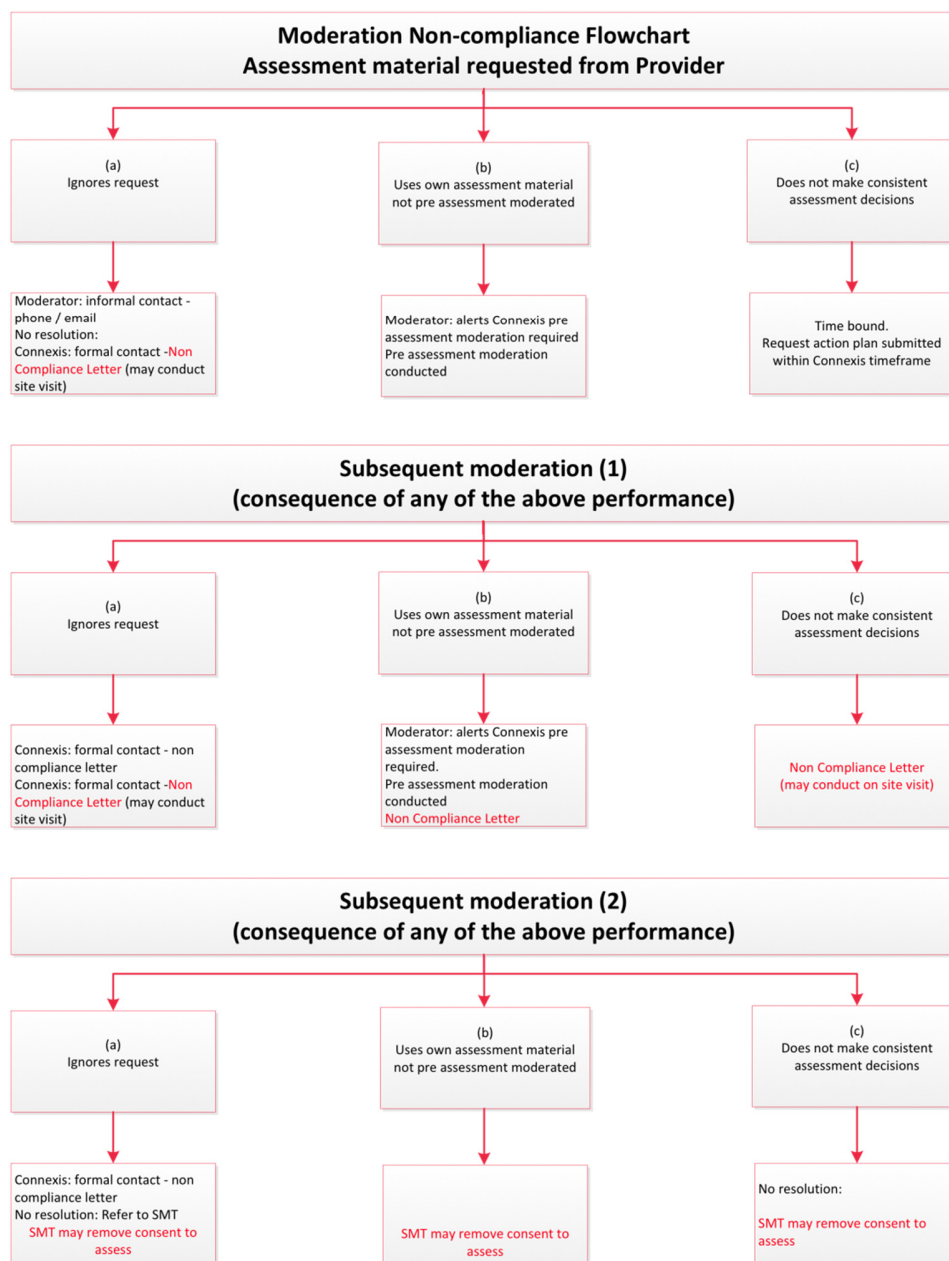 Moderation Non-compliance Flowchart
Assessment material requested from Provider
(a)
Ignores request
(b)
Uses own assessment material
not pre assessment moderated
(c)
Does not make consistent
assessment decisions
Moderator: informal contact -
phone / email
No resolution:
Connexis: formal contact -Non
Compliance Letter (may conduct
site visit)
Moderator: alerts Connexis pre
assessment moderation required
Pre assessment moderation
conducted
Time bound.
Request action plan submitted
within Connexis timeframe
Subsequent moderation (1)
(consequence of any of the above performance)
(a)
Ignores request
(b)
Uses own assessment material
not pre assessment moderated
(c)
Does not make consistent
assessment decisions
Connexis: formal contact - non
compliance letter
Connexis: formal contact -Non
Compliance Letter (may conduct
site visit)
Moderator: alerts Connexis pre
assessment moderation
required.
Pre assessment moderation
conducted
Non Compliance Letter
Non Compliance Letter
(may conduct on site visit)
Subsequent moderation (2)
(consequence of any of the above performance)
(a)
Ignores request
(b)
Uses own assessment material
not pre assessment moderated
(c)
Does not make consistent
assessment decisions
Connexis: formal contact - non
compliance letter
No resolution: Refer to SMT
SMT may remove consent to
assess
SMT may remove consent to
assess
No resolution:
SMT may remove consent to
assess